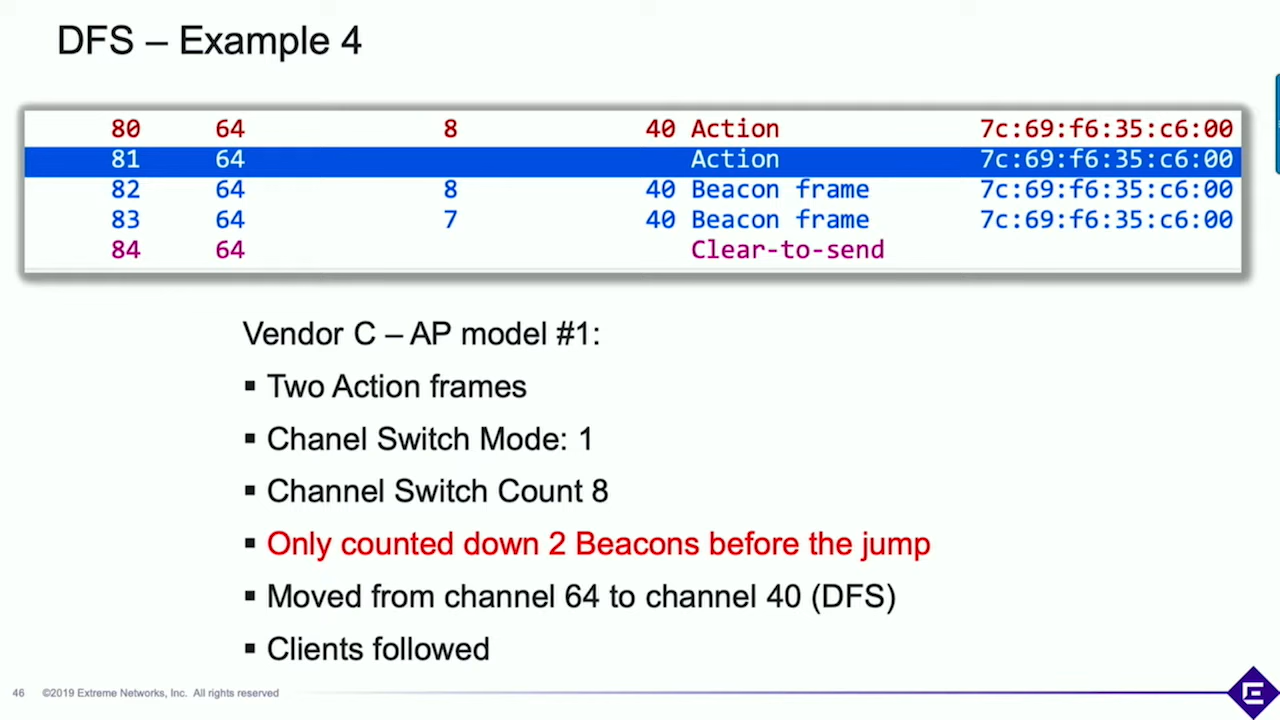 DFS – Example 4
80 64 8 40 Action 7c:69:f6:35:c6:00
81 64 Action 7c:69:f6:35:c6:00
82 64 8 40 Beacon frame 7c:69:f6:35:c6:00
83 64 7 40 Beacon frame 7c:69:f6:35:c6:00
84 64 Clear-to-send
Vendor C – AP model #1:
▪ Two Action frames
▪ Chanel Switch Mode: 1
▪ Channel Switch Count 8
▪ Only counted down 2 Beacons before the jump
▪ Moved from channel 64 to channel 40 (DFS)
▪ Clients followed
46 ©2019 Extreme Networks, Inc. All rights reserved